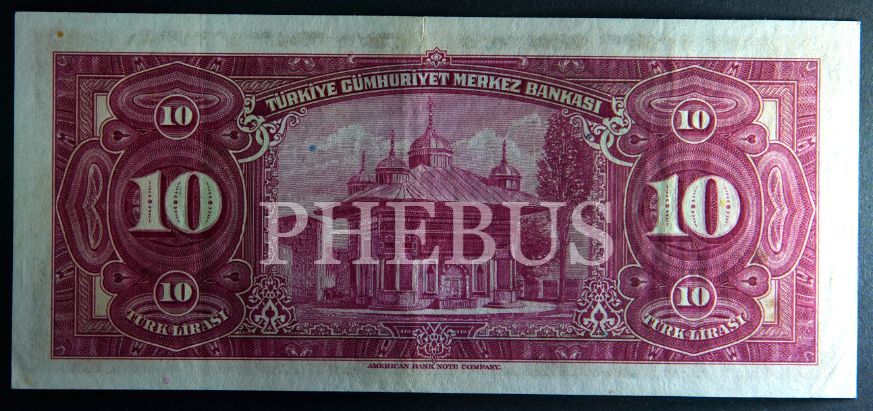 TÜRKİYE CÜMHURİYET MERKEZ BANKASI
10
10
10
10
PHEBUS
10
10
TÜRK LİRASI
TÜRK LİRASI
AMERICAN BANK NOTE COMPANY.